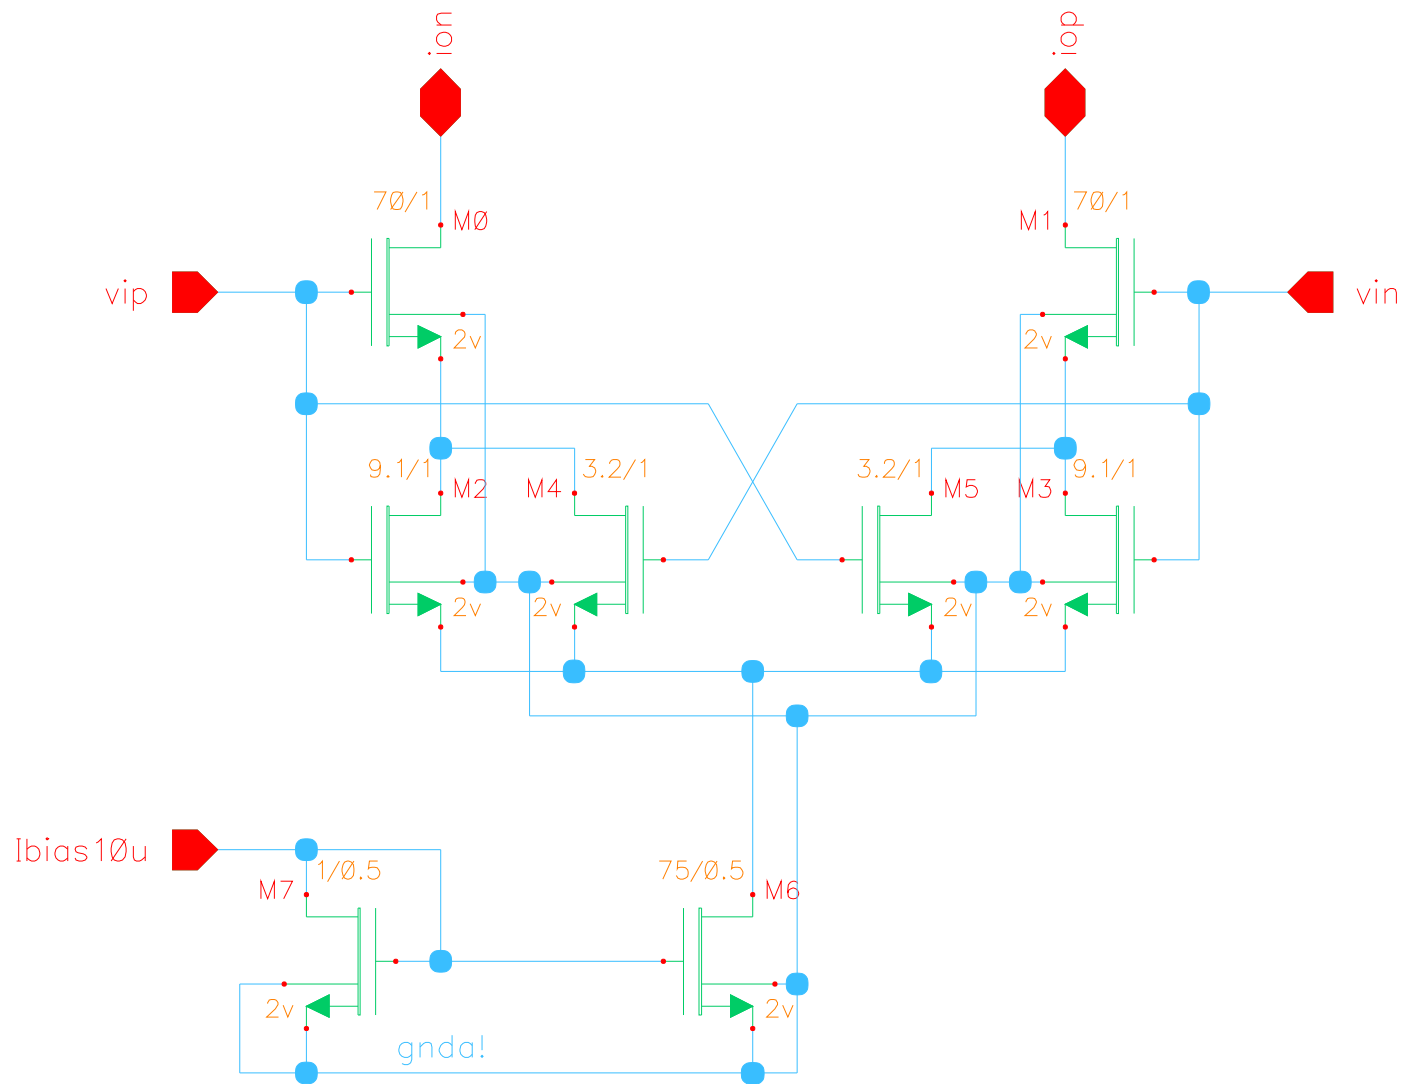 ion
iop
70/1
70/1
M0
M1
vip
vin
2v
2v
9.1/1
3.2/1
3.2/1
9.1/1
M2
M4
M5
M3
2v
2v
2v
2v
Ibias10u
1/0.5
75/0.5
M7
M6
2v
2v
gnda!